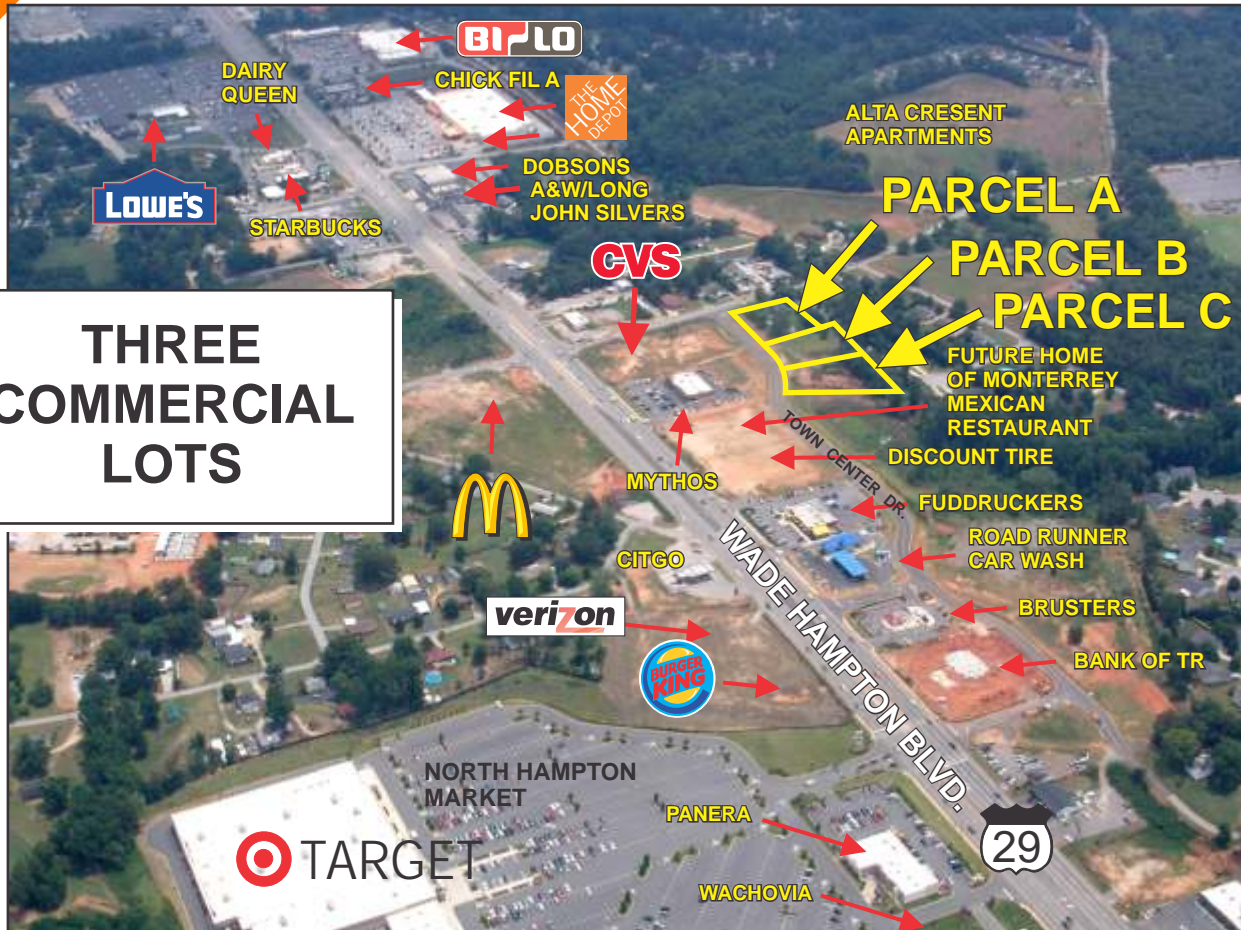 BI-LO
DAIRY
QUEEN
CHICK FIL A
THE
HOME
DEPOT
ALTA CRESENT
APARTMENTS
LOWE'S
DOBSONS
A&W/LONG
JOHN SILVERS
STARBUCKS
PARCEL A
PARCEL B
PARCEL C
CVS
THREE
COMMERCIAL
LOTS
FUTURE HOME
OF MONTERREY
MEXICAN
RESTAURANT
TOWN CENTER DR.
DISCOUNT TIRE
MYTHOS
FUDDRUCKERS
ROAD RUNNER
CAR WASH
CITGO
WADE HAMPTON BLVD.
verizon
BRUSTERS
BURGER
KING
BANK OF TR
NORTH HAMPTON
MARKET
PANERA
TARGET
29
WACHOVIA